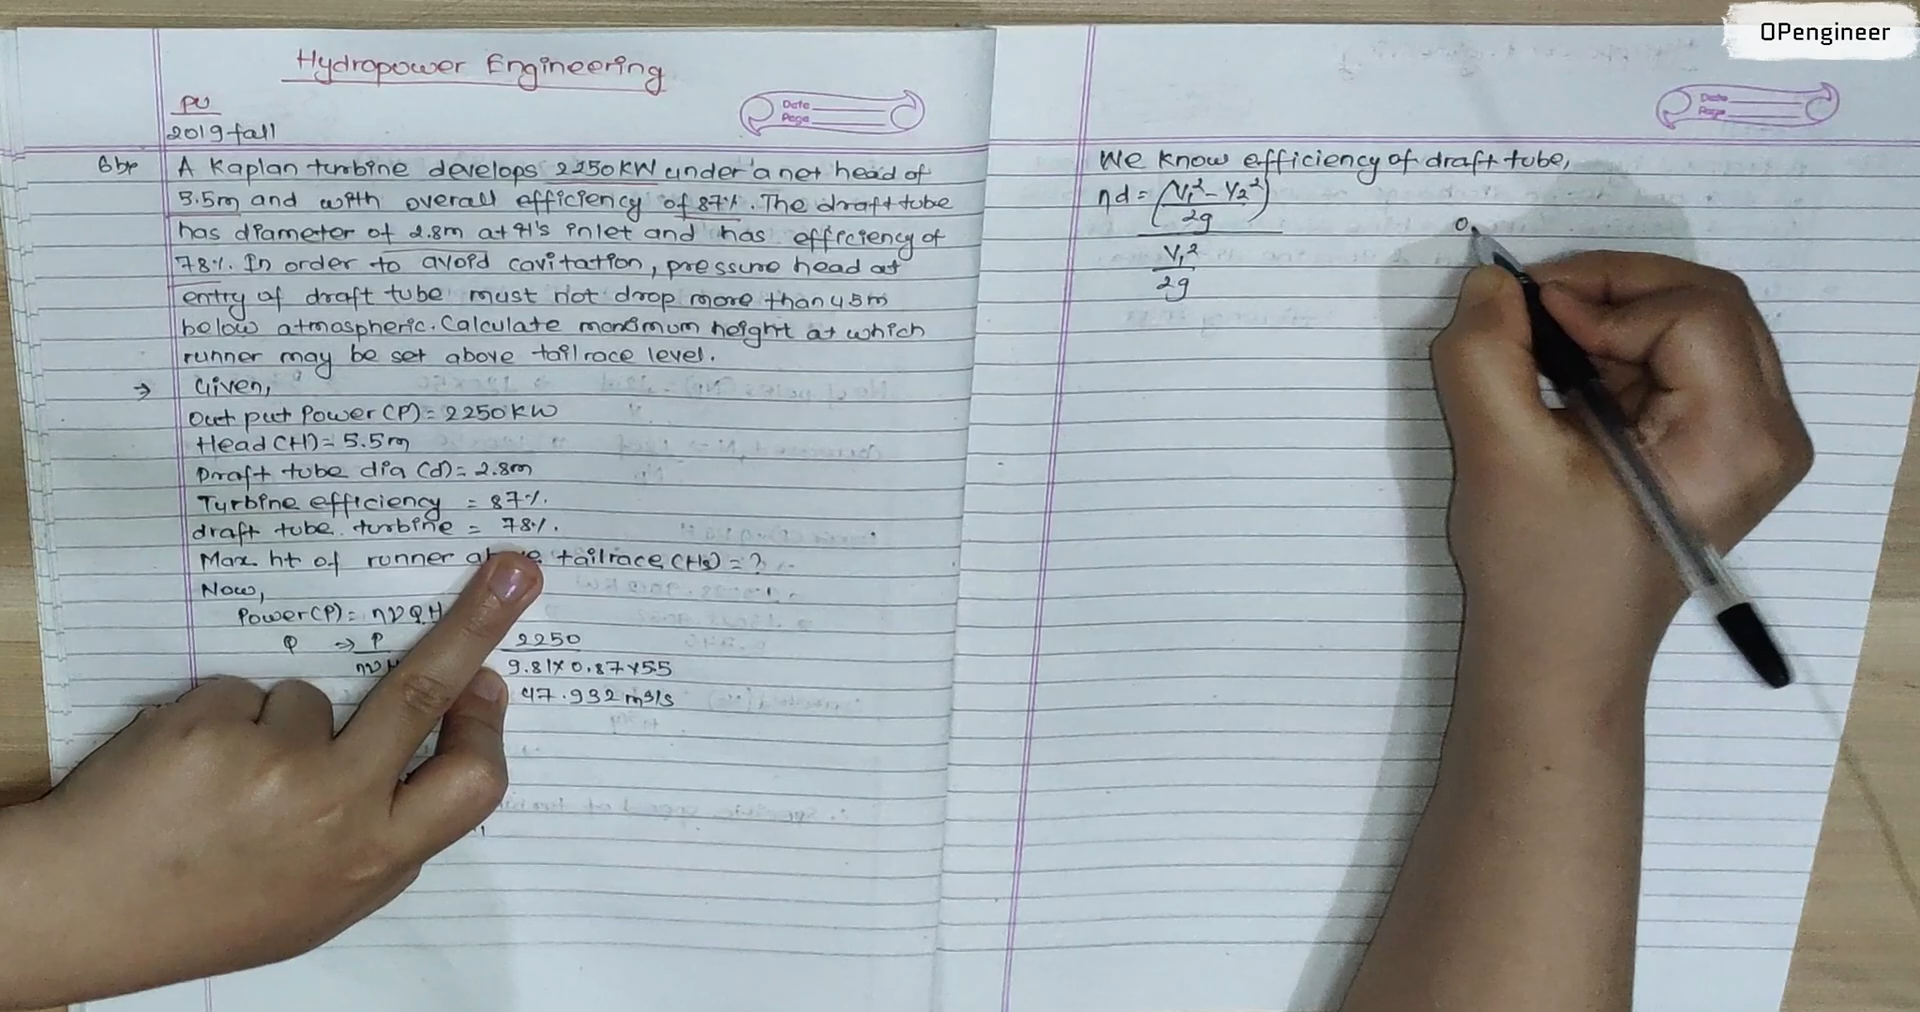 OPengineer
Hydropower Engineering
PU
2019 fall
Date
Page
6b) A Kaplan turbine develops 2250KW under a net head of
5.5m and with overall efficiency of 87%. The draft tube
has diameter of 2.8m at it's inlet and has efficiency of
78%. In order to avoid cavitation, pressure head at
entry of draft tube must not drop more than 4.5m
below atmospheric. Calculate maximum height at which
runner may be set above tailrace level.
→ Given,
Out put Power (P) = 2250KW
Head (H) = 5.5m
Draft tube dia (d) = 2.8m
Turbine efficiency = 87%.
draft tube turbine = 78%.
Max ht of runner tailrace (Hs) = ?
Now,
Power (P) = ηγQH
Q ⇒ P 2250
ηγH 9.81×0.87×5.5
47.932 m3/s
Date
Page
We know efficiency of draft tube,
ηd = (V₁² - V₂²)
2g
V₁²
2g
0.